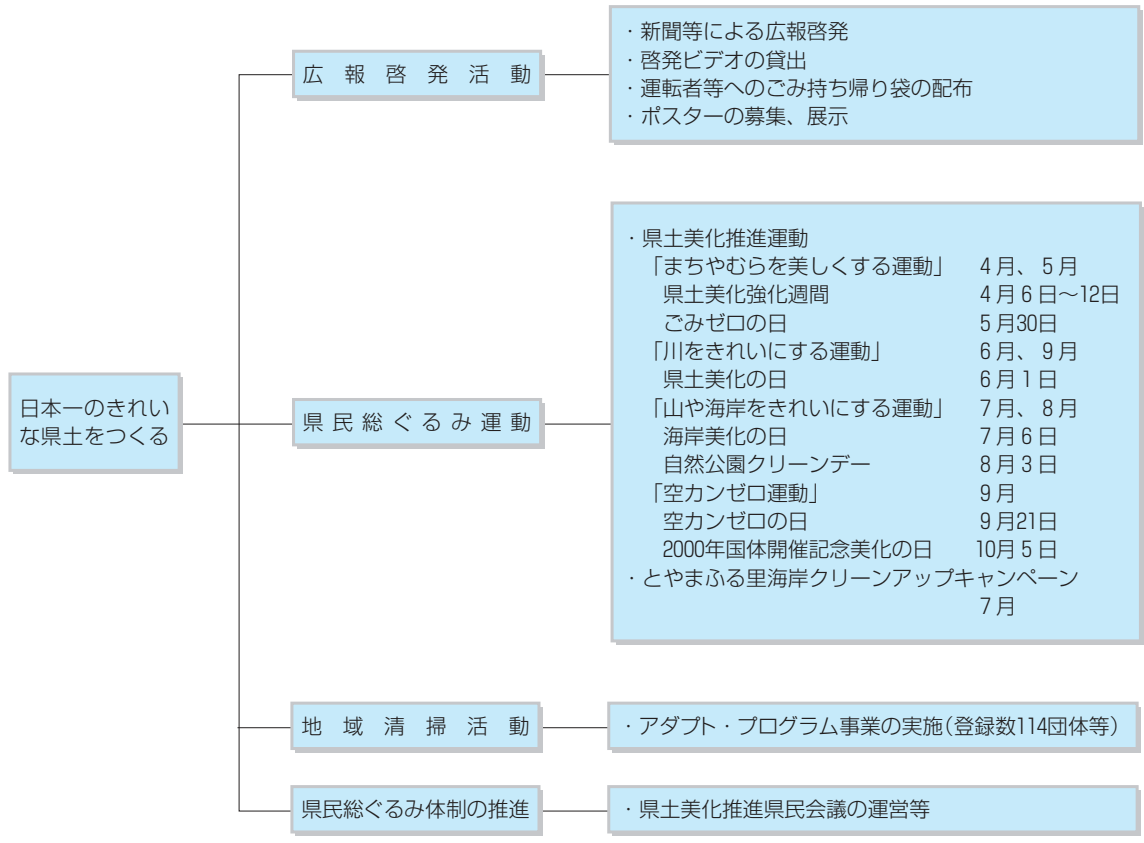 日本一のきれい
な県土をつくる
広報啓発活動
・新聞等による広報啓発
・啓発ビデオの貸出
・運転者等へのごみ持ち帰り袋の配布
・ポスターの募集、展示
県民総ぐるみ運動
・県土美化推進運動
「まちやむらを美しくする運動」 4月、5月
県土美化強化週間 4月6日〜12日
ごみゼロの日 5月30日
「川をきれいにする運動」 6月、9月
県土美化の日 6月1日
「山や海岸をきれいにする運動」 7月、8月
海岸美化の日 7月6日
自然公園クリーンデー 8月3日
「空カンゼロ運動」 9月
空カンゼロの日 9月21日
2000年国体開催記念美化の日 10月5日
・とやまふる里海岸クリーンアップキャンペーン
7月
地域清掃活動
・アダプト・プログラム事業の実施(登録数114団体等)
県民総ぐるみ体制の推進
・県土美化推進県民会議の運営等